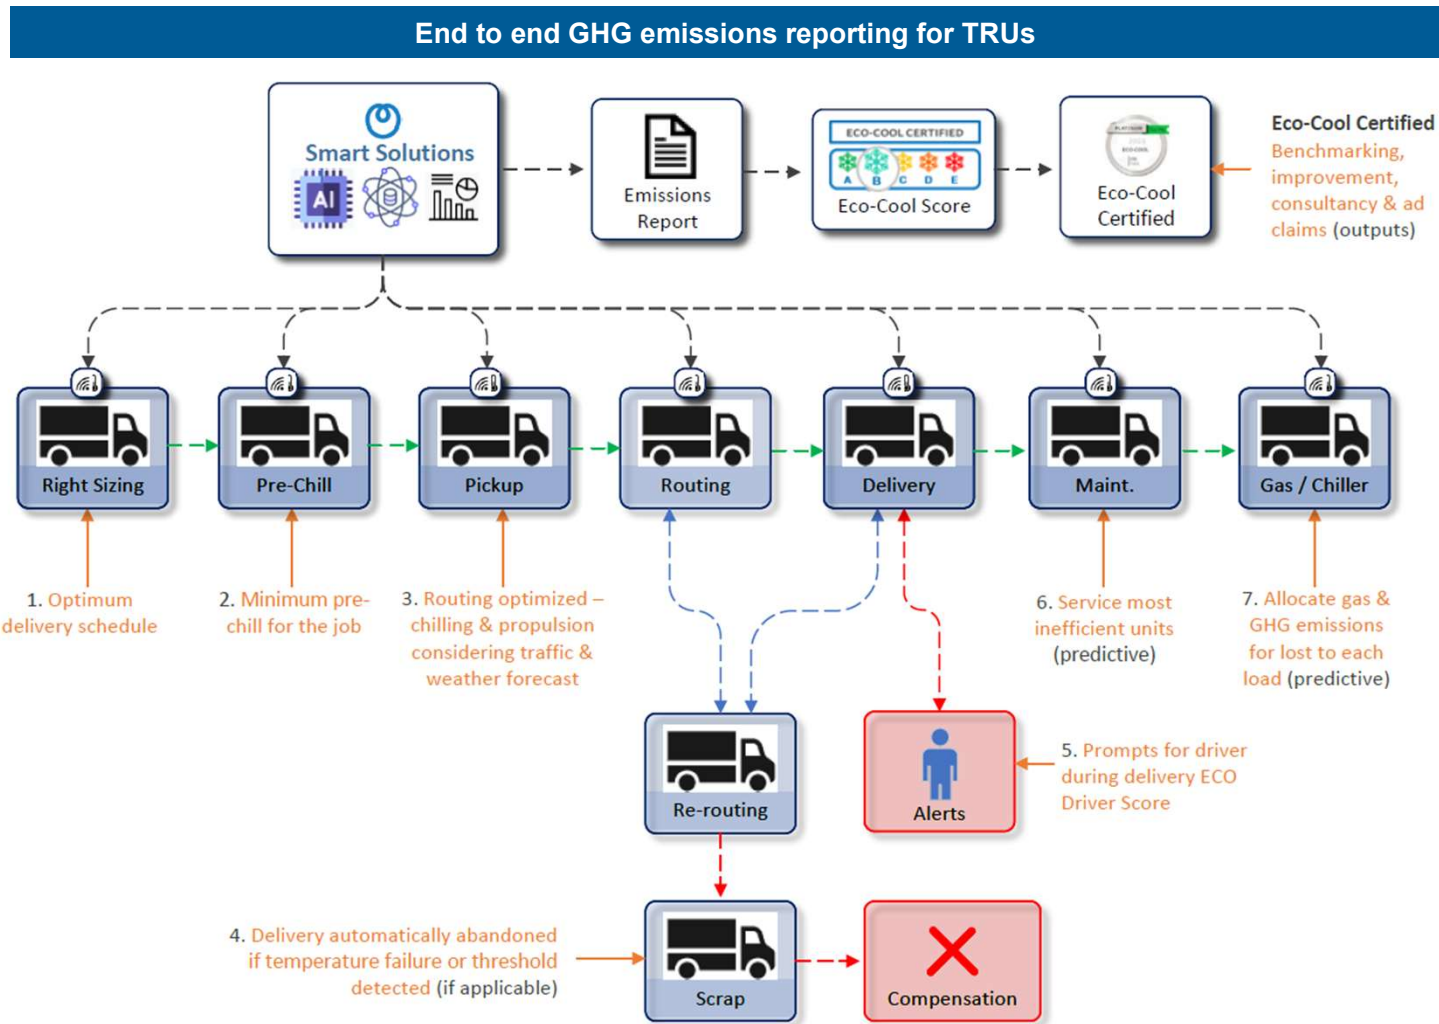 End to end GHG emissions reporting for TRUs
Smart Solutions
AI
Emissions
Report
ECO-COOL CERTIFIED
A B C D E
Eco-Cool Score
PLATINUM
ECO-COOL
Eco-Cool
Certified
Eco-Cool Certified
Benchmarking,
improvement,
consultancy & ad
claims (outputs)
Right Sizing
Pre-Chill
Pickup
Routing
Delivery
Maint.
Gas / Chiller
1. Optimum
delivery schedule
2. Minimum pre-
chill for the job
3. Routing optimized –
chilling & propulsion
considering traffic &
weather forecast
6. Service most
inefficient units
(predictive)
7. Allocate gas &
GHG emissions
for lost to each
load (predictive)
Re-routing
Alerts
5. Prompts for driver
during delivery ECO
Driver Score
4. Delivery automatically abandoned
if temperature failure or threshold
detected (if applicable)
Scrap
Compensation